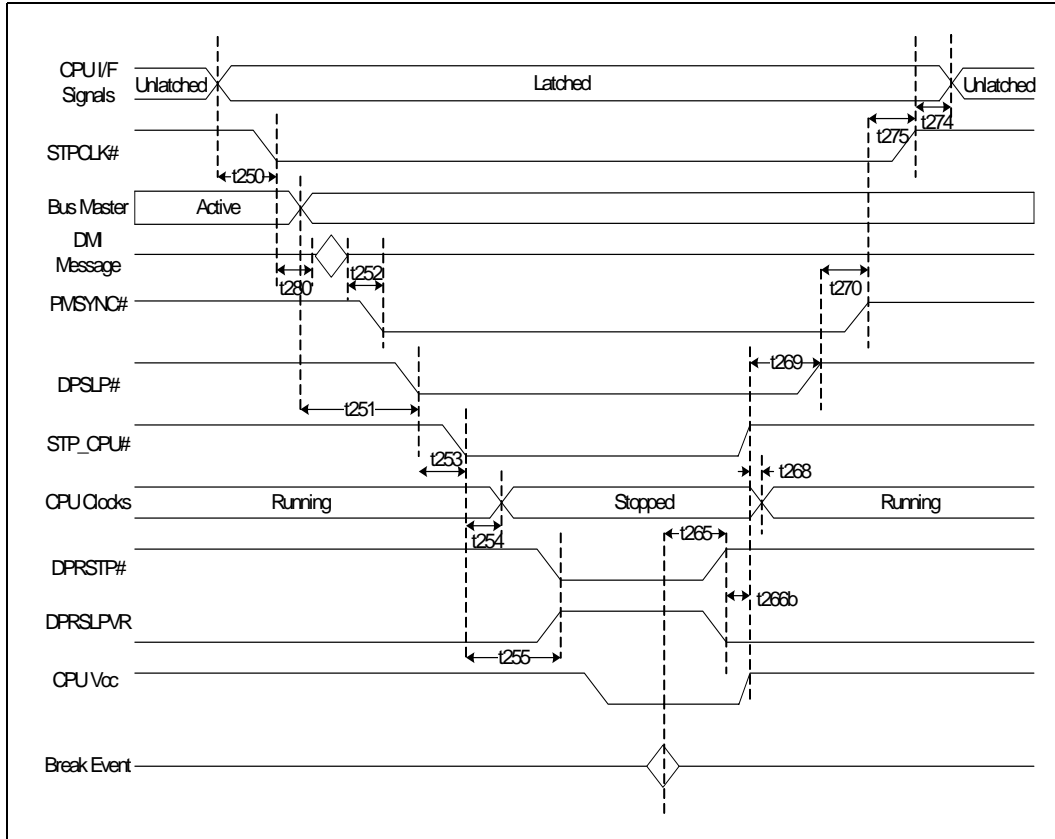 CPU I/F
Signals
Unlatched
Latched
Unlatched
t274
t275
STPCLK#
t250
Bus Master
Active
DMI
Message
t252
t280
t270
PMSYNC#
t269
DPSLP#
t251
STP_CPU#
t253
t268
CPU Clocks
Running
Stopped
Running
t254
t265
DPRSTP#
t266b
DPRSLPVR
t255
CPU Vcc
Break Event